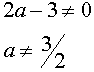 2a − 3 ≠ 0
a ≠ 3/2